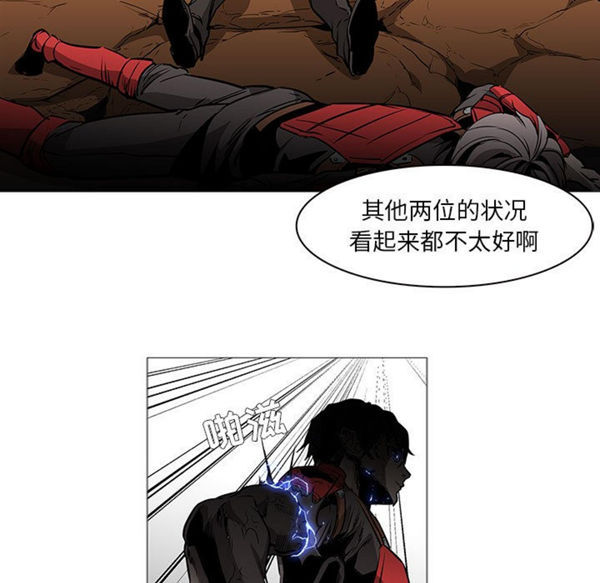 其他两位的状况
看起来都不太好啊
啪滋